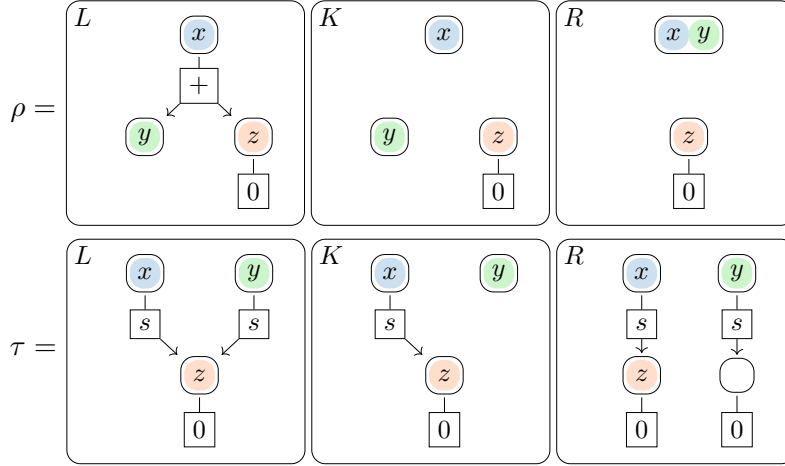 L K R
x x x y
+
ρ =
y z y z z
0 0 0
L K R
x y x y x y
s s s s s
τ =
z z z
0 0 0 0